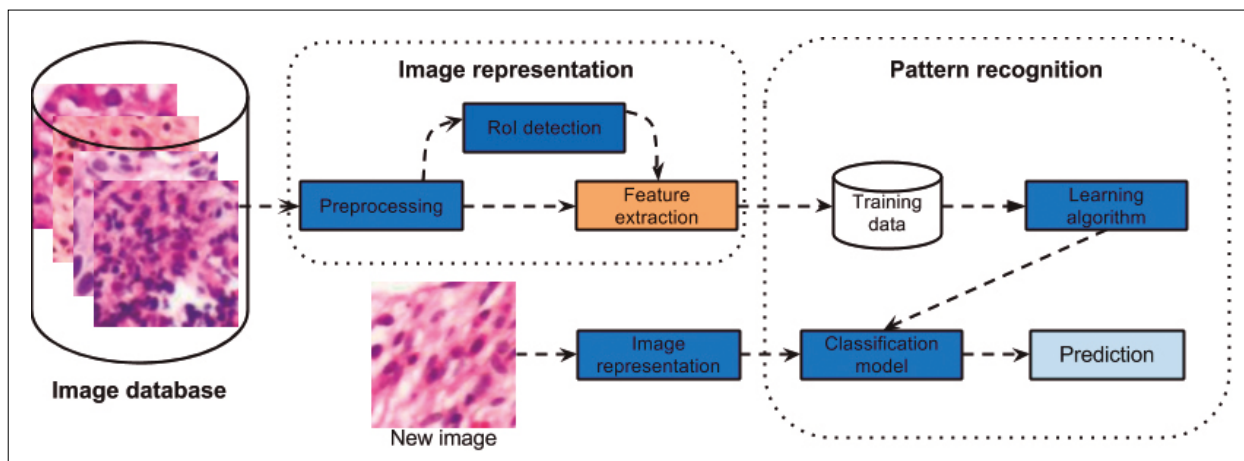 Image representation
Pattern recognition
RoI detection
Preprocessing
Feature
extraction
Training
data
Learning
algorithm
Image
representation
Classification
model
Prediction
Image database
New image